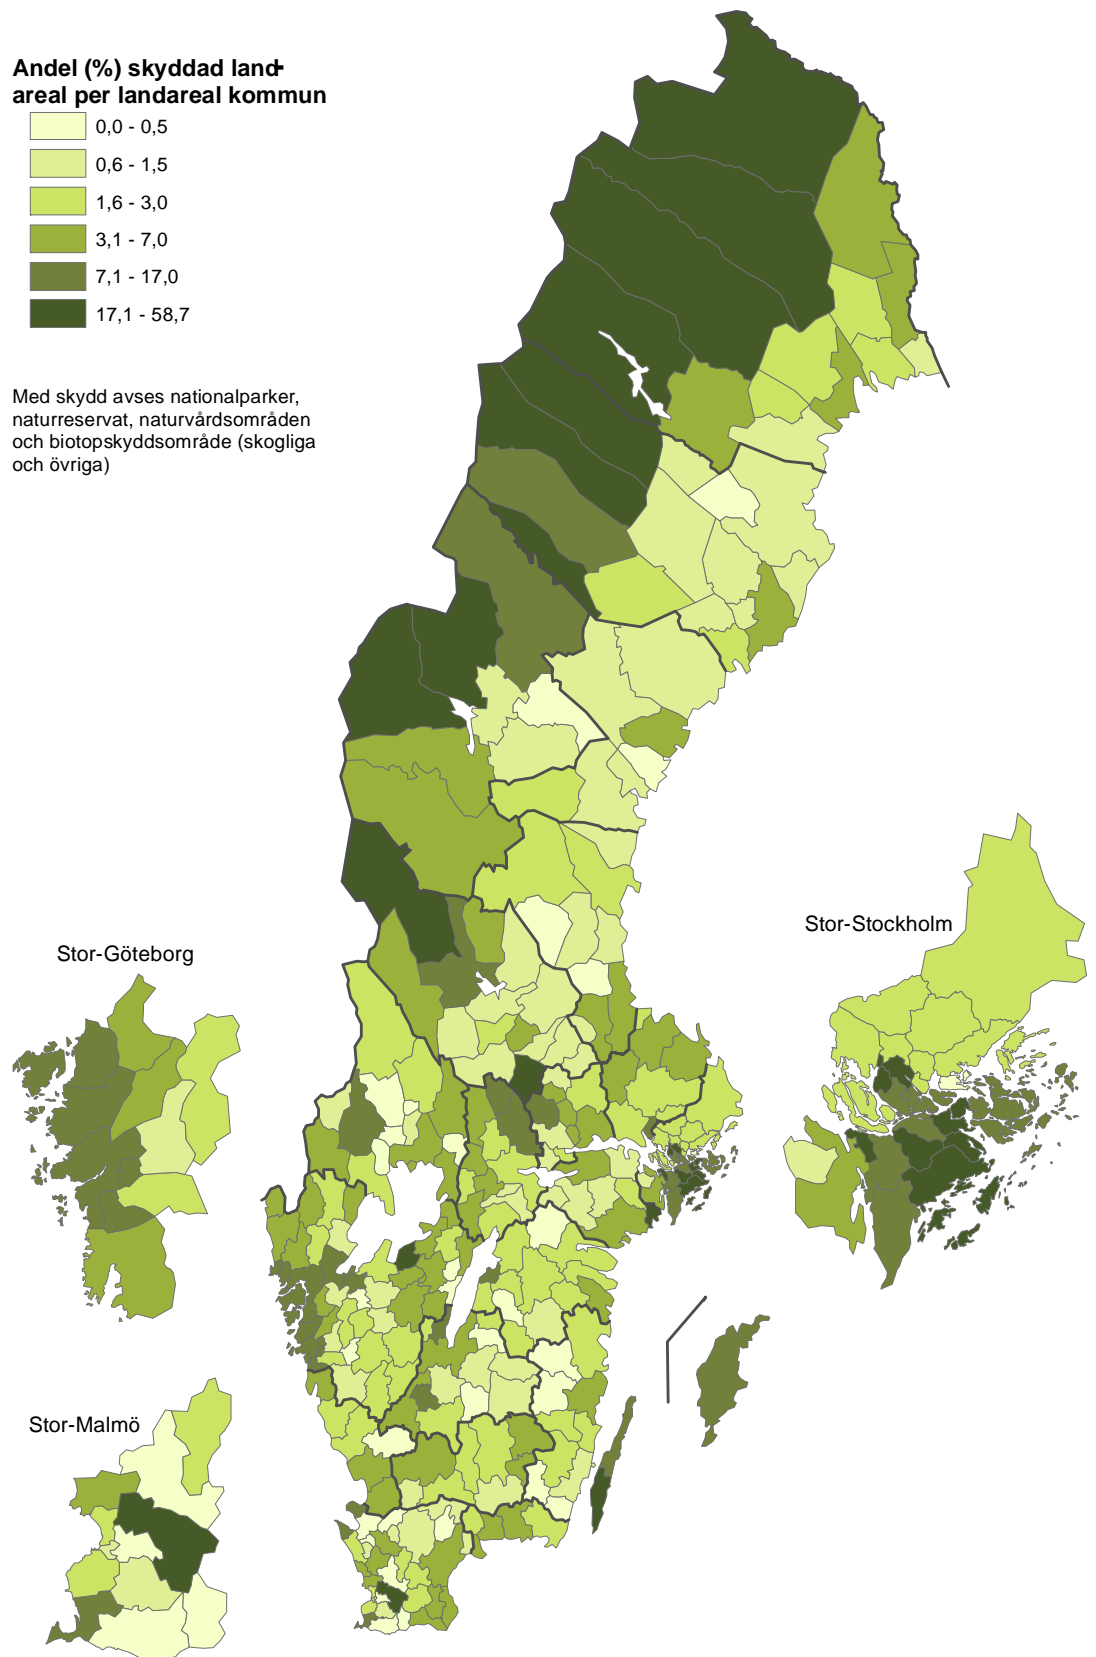 Andel (%) skyddad land-
areal per landareal kommun
0,0 - 0,5
0,6 - 1,5
1,6 - 3,0
3,1 - 7,0
7,1 - 17,0
17,1 - 58,7
Med skydd avses nationalparker,
naturreservat, naturvårdsområden
och biotopskyddsområde (skogliga
och övriga)
Stor-Stockholm
Stor-Göteborg
Stor-Malmö